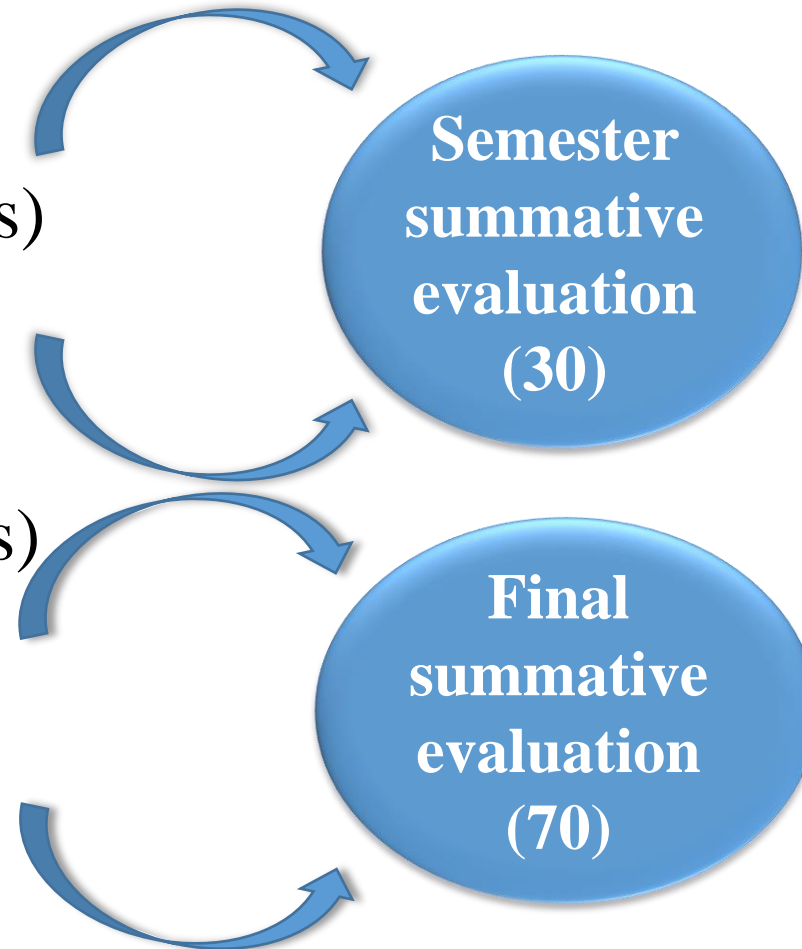 Semester
summative
s)
evaluation
(30)
s)
Final
summative
evaluation
(70)